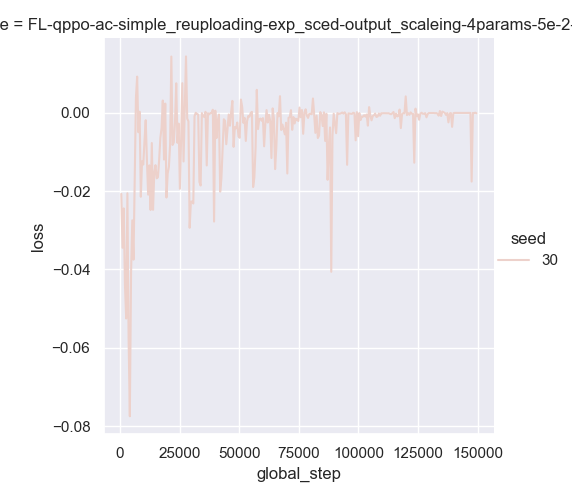 e = FL-qppo-ac-simple_reuploading-exp_sced-output_scaleing-4params-5e-2-
0.00
−0.02
−0.04
−0.06
−0.08
loss
0 25000 50000 75000 100000 125000 150000
global_step
seed
30